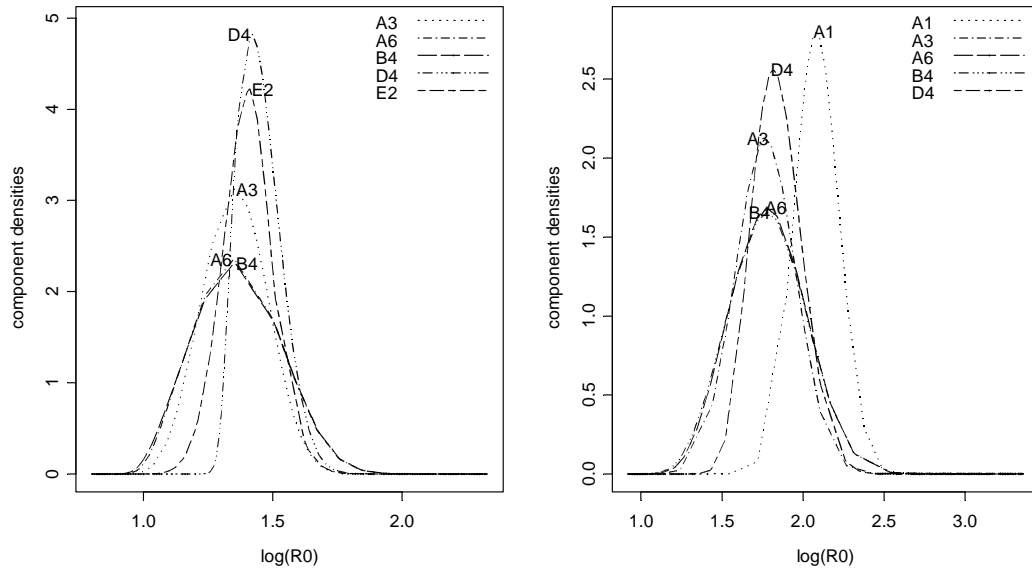 component densities
5
4
3
2
1
0
1.0 1.5 2.0
log(R0)
D4
E2
A3
A6
B4
A3
A6
B4
D4
E2
component densities
2.5
2.0
1.5
1.0
0.5
0.0
1.0 1.5 2.0 2.5 3.0
log(R0)
A1
D4
A3
A6
B4
A1
A3
A6
B4
D4